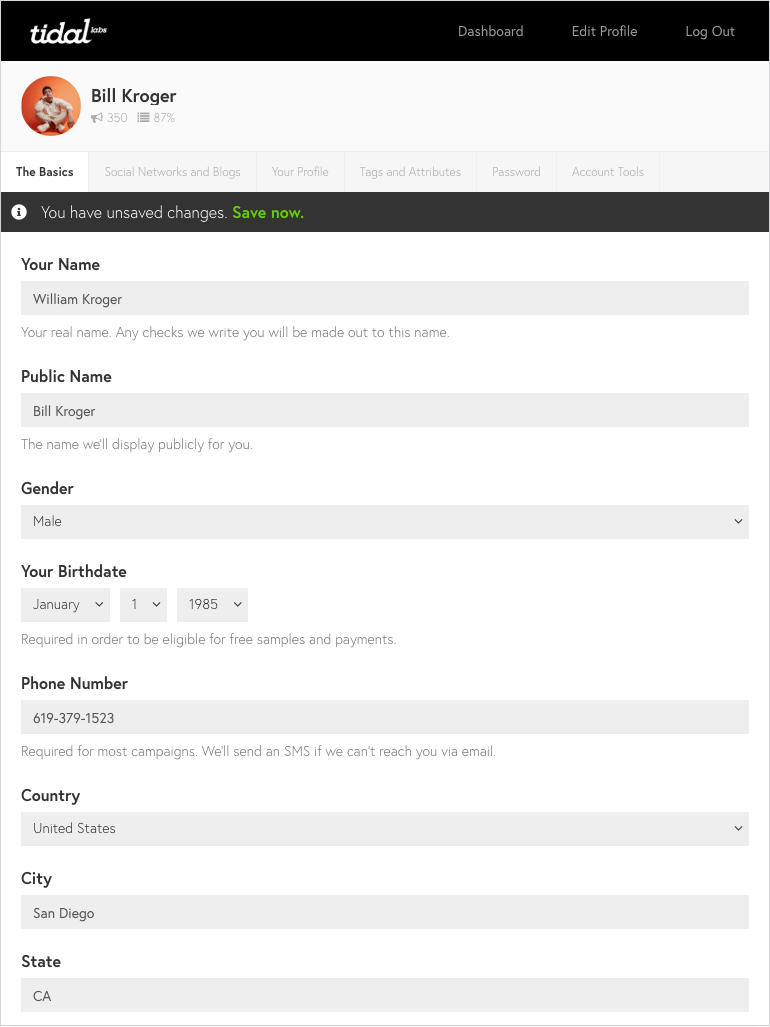 tidal labs
Dashboard
Edit Profile
Log Out
Bill Kroger
350 87%
The Basics
Social Networks and Blogs
Your Profile
Tags and Attributes
Password
Account Tools
You have unsaved changes. Save now.
Your Name
William Kroger
Your real name. Any checks we write you will be made out to this name.
Public Name
Bill Kroger
The name we'll display publicly for you.
Gender
Male
Your Birthdate
January 1 1985
Required in order to be eligible for free samples and payments.
Phone Number
619-379-1523
Required for most campaigns. We'll send an SMS if we can't reach you via email.
Country
United States
City
San Diego
State
CA